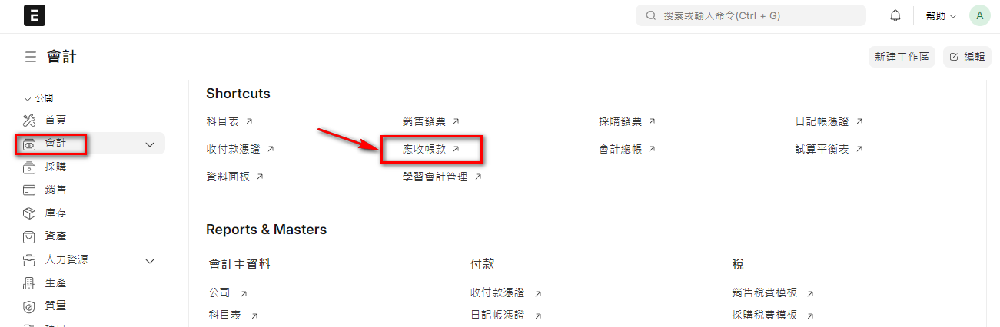 E
搜索或輸入命令(Ctrl + G)
幫助
A
會計
新建工作區
編輯
公開
首頁
會計
採購
銷售
庫存
資產
人力資源
生產
質量
Shortcuts
科目表 銷售發票 採購發票 日記帳憑證
收付款憑證 應收帳款 會計總帳 試算平衡表
資料面板 學習會計管理
Reports & Masters
會計主資料 付款 稅
公司 收付款憑證 銷售稅費模板
科目表 日記帳憑證 採購稅費模板